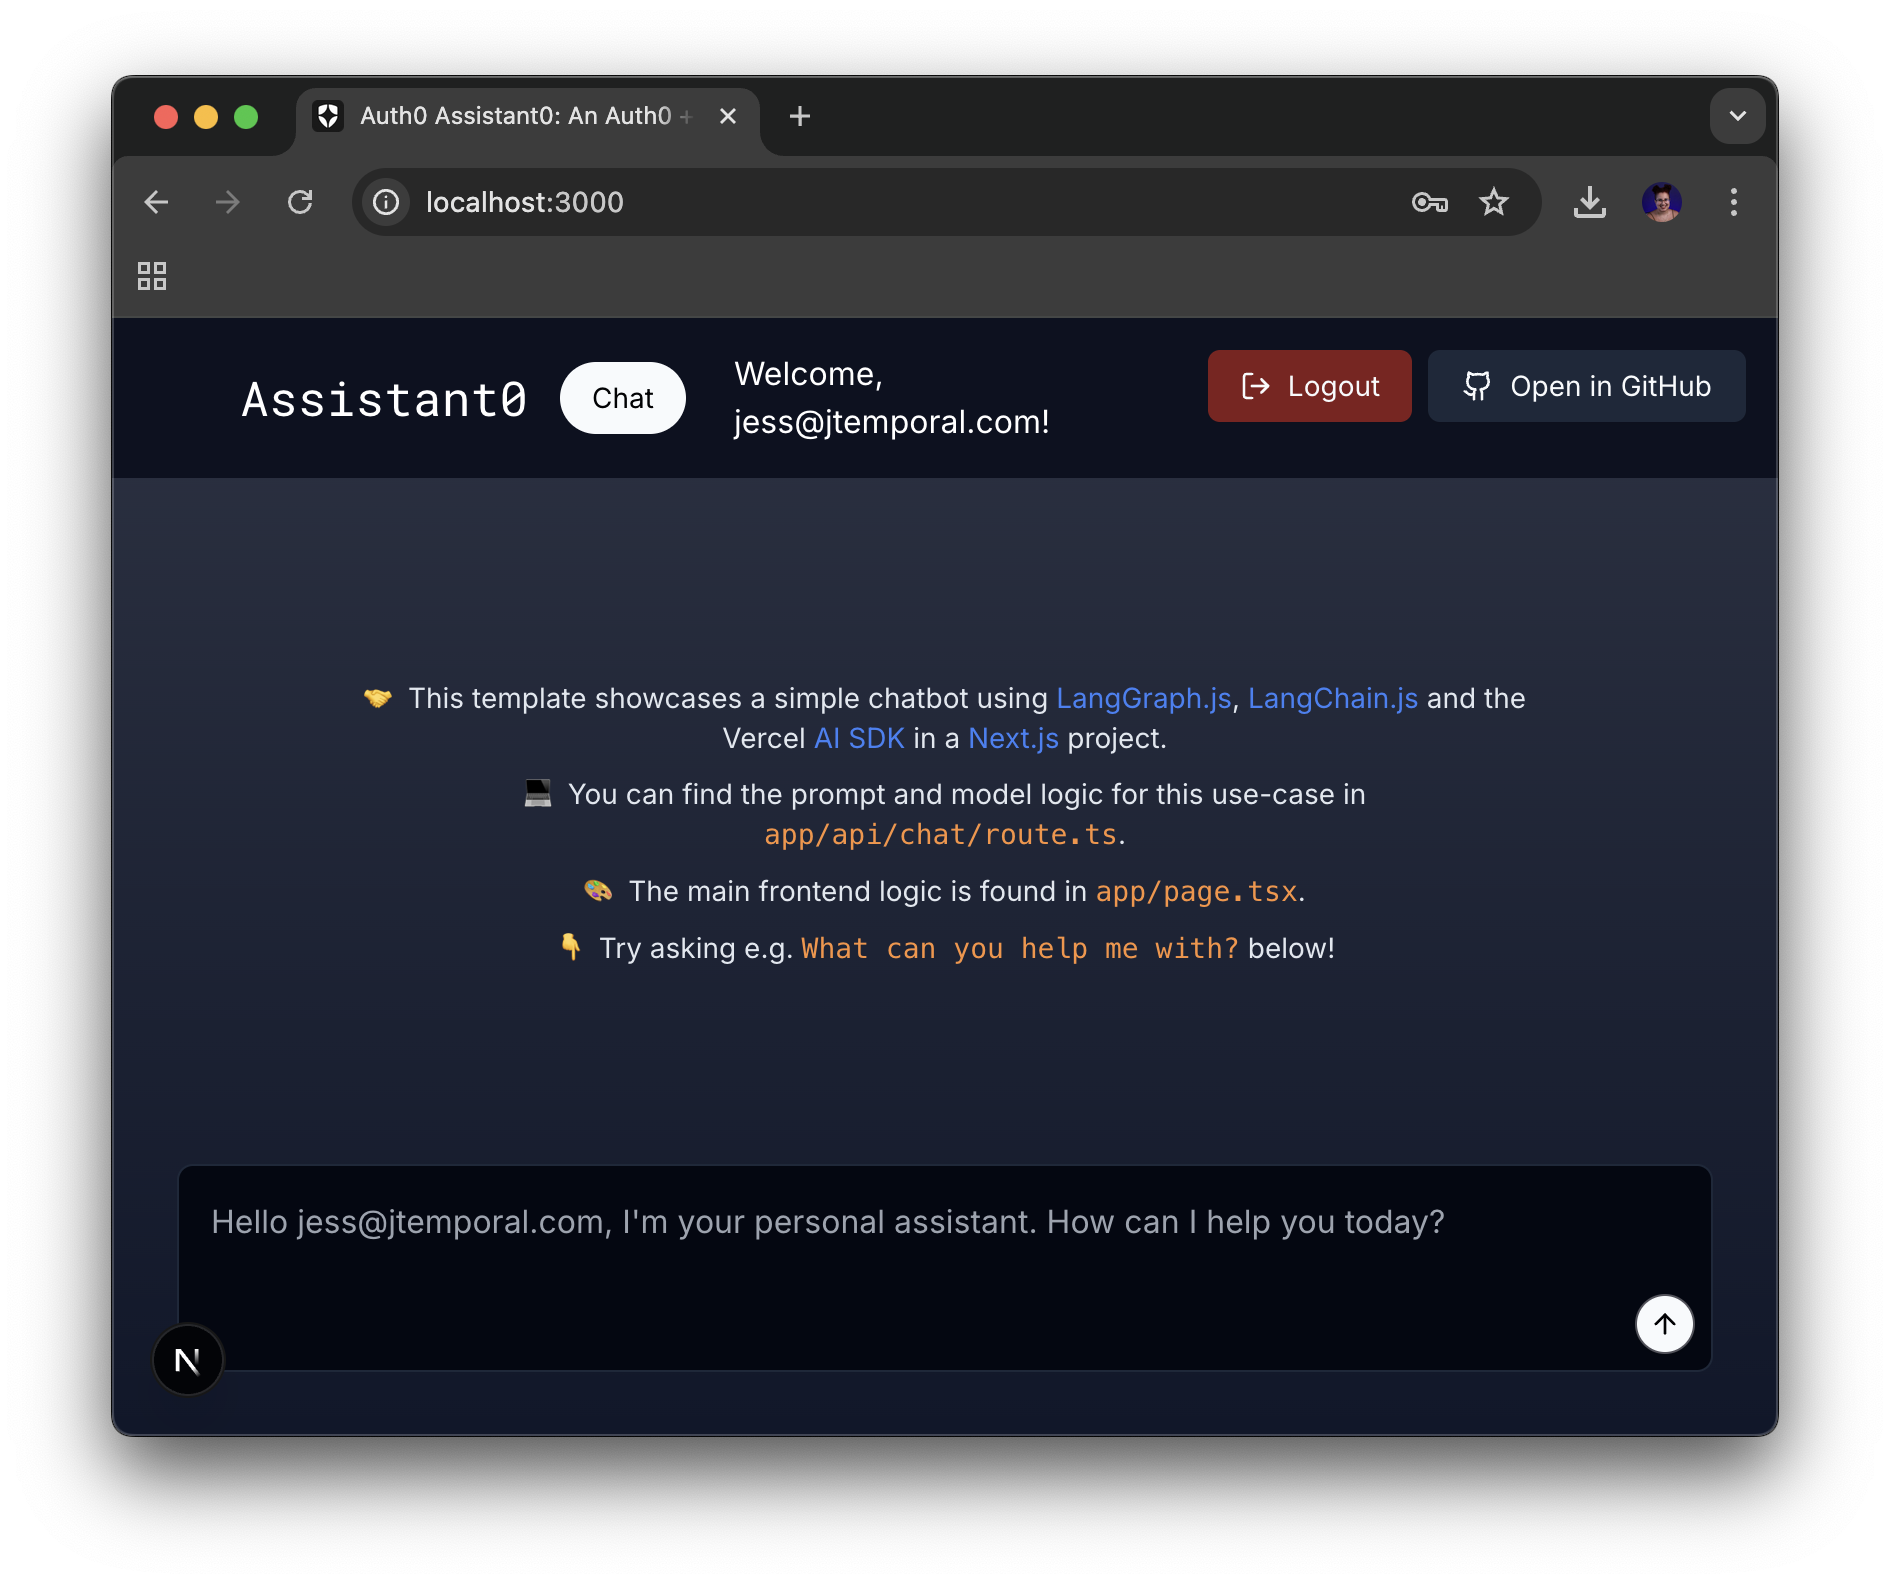 Auth0 Assistant0: An Auth0 +
localhost:3000
Assistant0
Chat
Welcome,
jess@jtemporal.com!
Logout
Open in GitHub
🤝 This template showcases a simple chatbot using LangGraph.js, LangChain.js and the
Vercel AI SDK in a Next.js project.
💻 You can find the prompt and model logic for this use-case in
app/api/chat/route.ts.
🎨 The main frontend logic is found in app/page.tsx.
👇 Try asking e.g. What can you help me with? below!
Hello jess@jtemporal.com, I'm your personal assistant. How can I help you today?
N